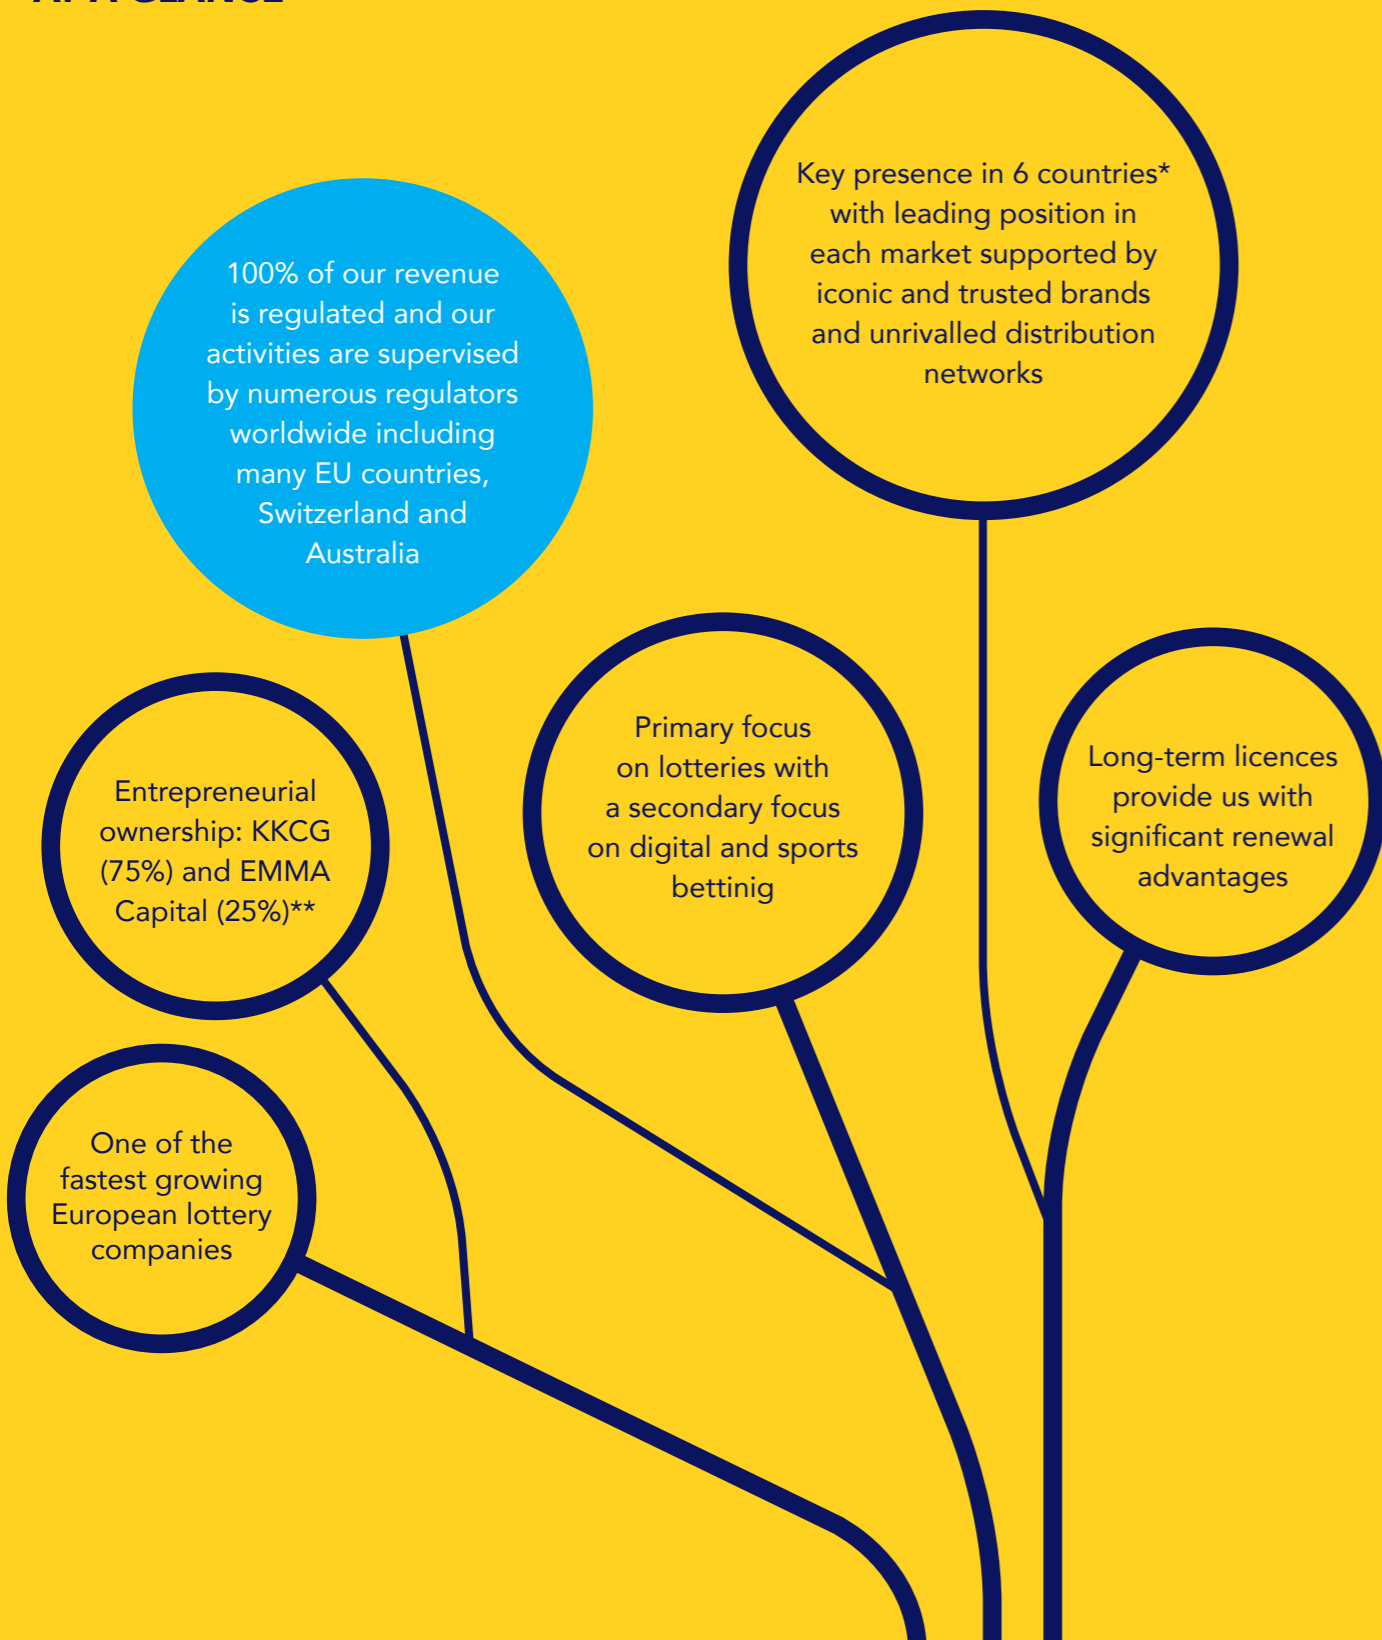 AT A GLANCE
Key presence in 6 countries*
with leading position in
each market supported by
iconic and trusted brands
and unrivalled distribution
networks
100% of our revenue
is regulated and our
activities are supervised
by numerous regulators
worldwide including
many EU countries,
Switzerland and
Australia
Primary focus
on lotteries with
a secondary focus
on digital and sports
bettinig
Long-term licences
provide us with
significant renewal
advantages
Entrepreneurial
ownership: KKCG
(75%) and EMMA
Capital (25%)**
One of the
fastest growing
European lottery
companies